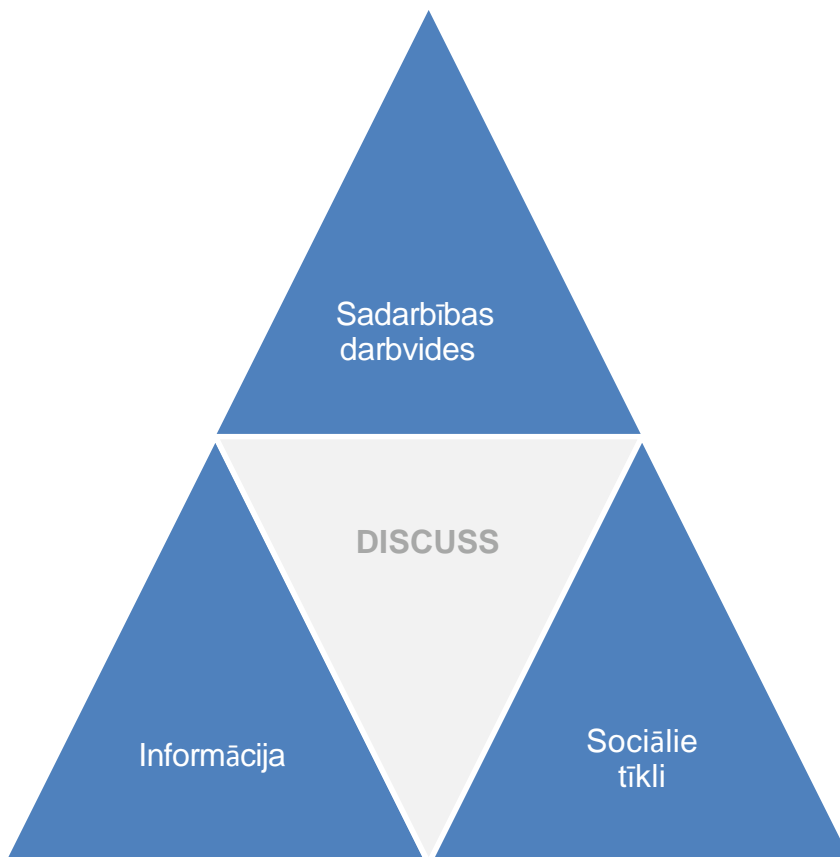 Sadarbības
darbvides
DISCUSS
Informācija
Sociālie
tīkli